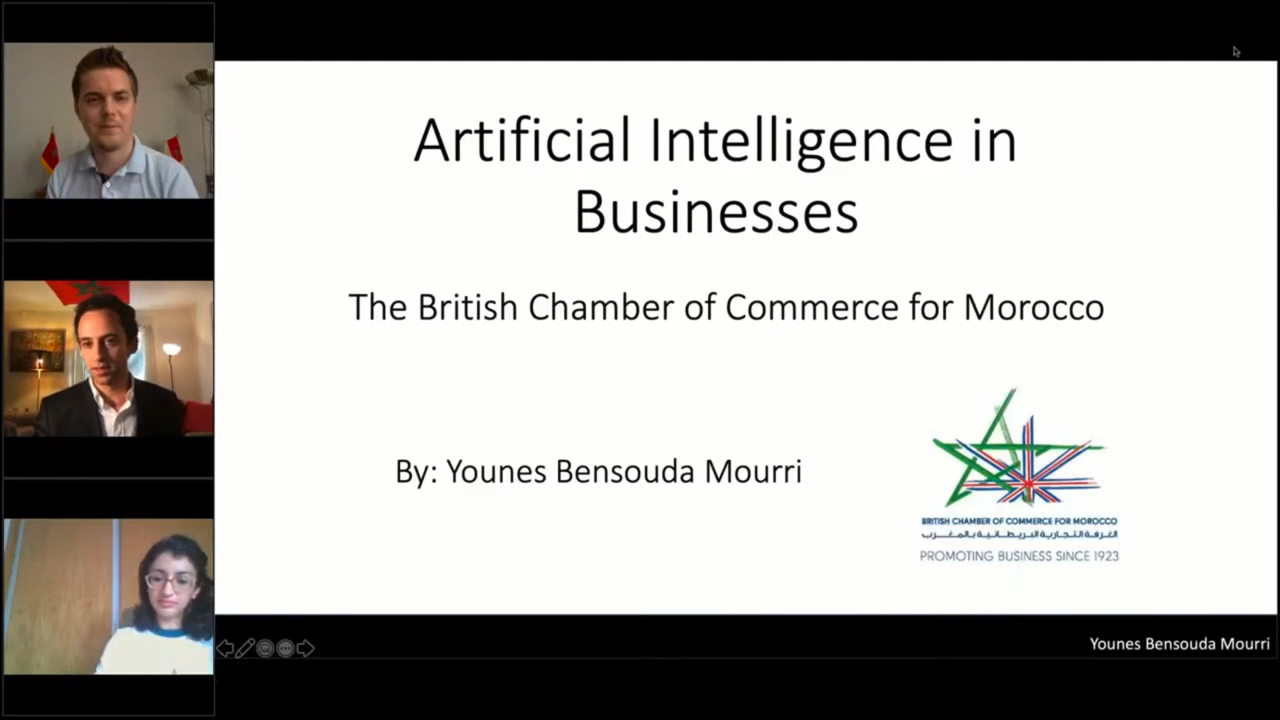 Artificial Intelligence in
Businesses
The British Chamber of Commerce for Morocco
By: Younes Bensouda Mourri
BRITISH CHAMBER OF COMMERCE FOR MOROCCO
الغرفة التجارية البريطانية بالمغرب
PROMOTING BUSINESS SINCE 1923
Younes Bensouda Mourri